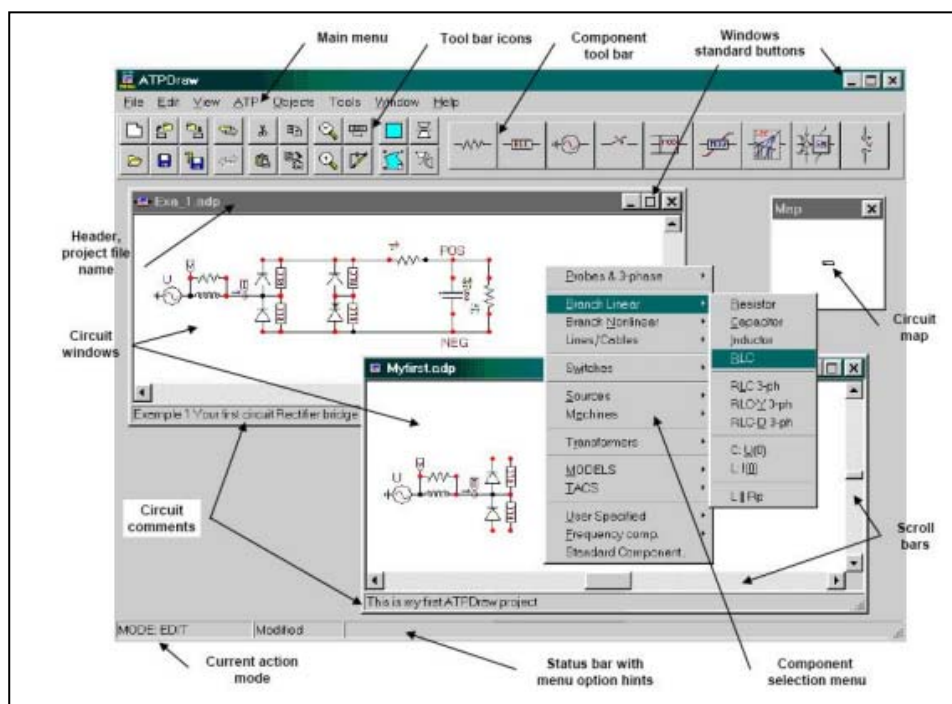 Main menu
Tool bar icons
Component
tool bar
Windows
standard buttons
ATPDraw
File Edit View ATP Objects Tools Window Help
Exa_1.adp
Map
Header,
project file
name
U
POS
NEG
Circuit
windows
Circuit
map
Probes & 3-phase
Branch Linear
Branch Nonlinear
Lines/Cables
Switches
Sources
Machines
Transformers
MODELS
TACS
User Specified
Frequency comp.
Standard Component.
Resistor
Capacitor
Inductor
RLC
RLC 3-ph
RLC-Y 3-ph
RLC-D 3-ph
C: U(0)
L: I(0)
L || Rp
Example 1 Your first circuit Rectifier bridge
Myfirst.adp
U
Circuit
comments
Scroll
bars
This is my first ATPDraw project
MODE: EDIT
Modified
Current action
mode
Status bar with
menu option hints
Component
selection menu